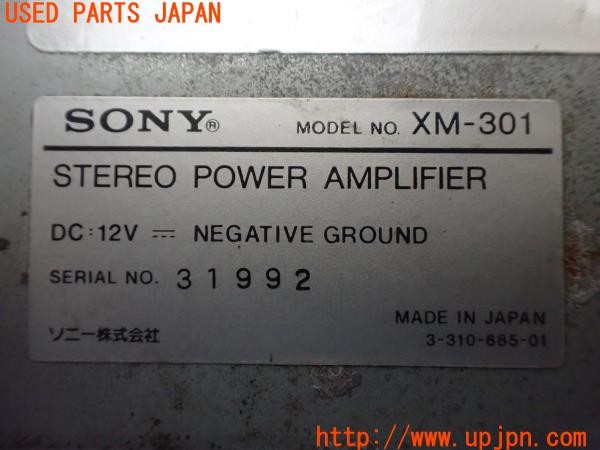 USED PARTS JAPAN
SONY® MODEL NO. XM-301
STEREO POWER AMPLIFIER
DC:12V ⎓ NEGATIVE GROUND
SERIAL NO. 31992
MADE IN JAPAN
ソニー株式会社 3-310-685-01
http://www.upjpn.com